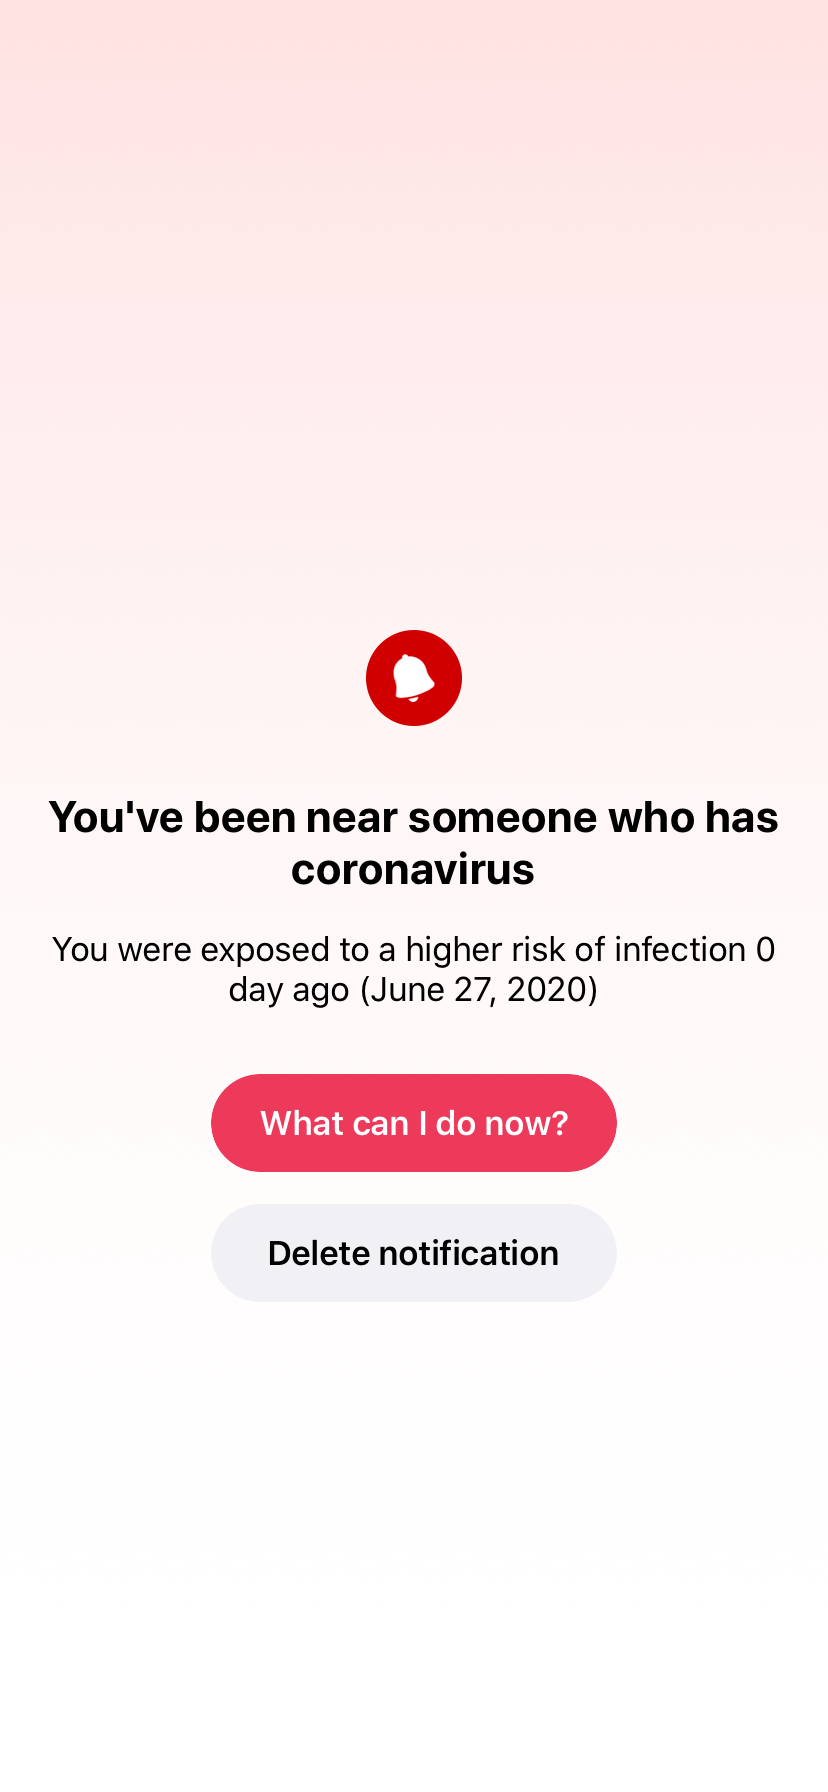 You've been near someone who has
coronavirus
You were exposed to a higher risk of infection 0
day ago (June 27, 2020)
What can I do now?
Delete notification